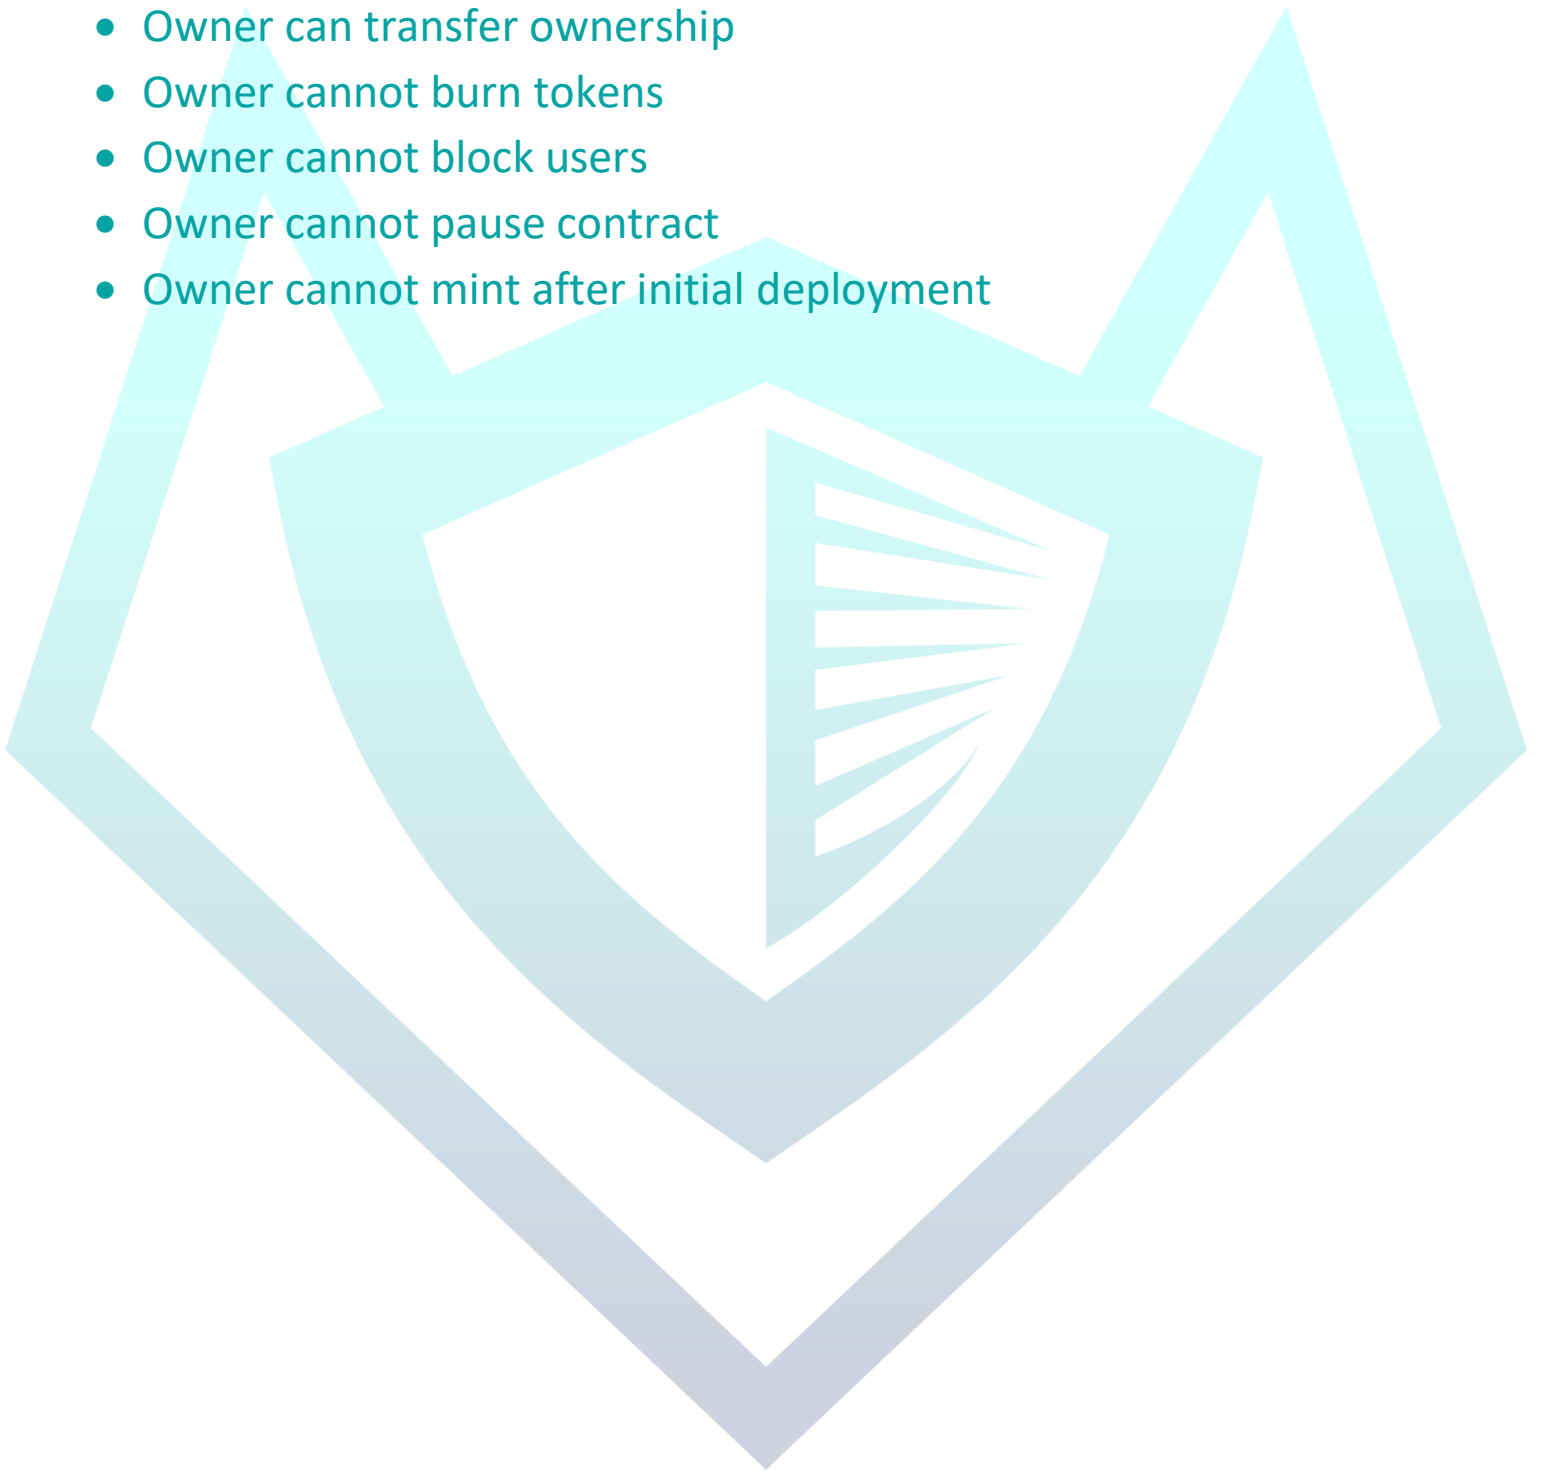 • Owner can transfer ownership
• Owner cannot burn tokens
• Owner cannot block users
• Owner cannot pause contract
• Owner cannot mint after initial deployment